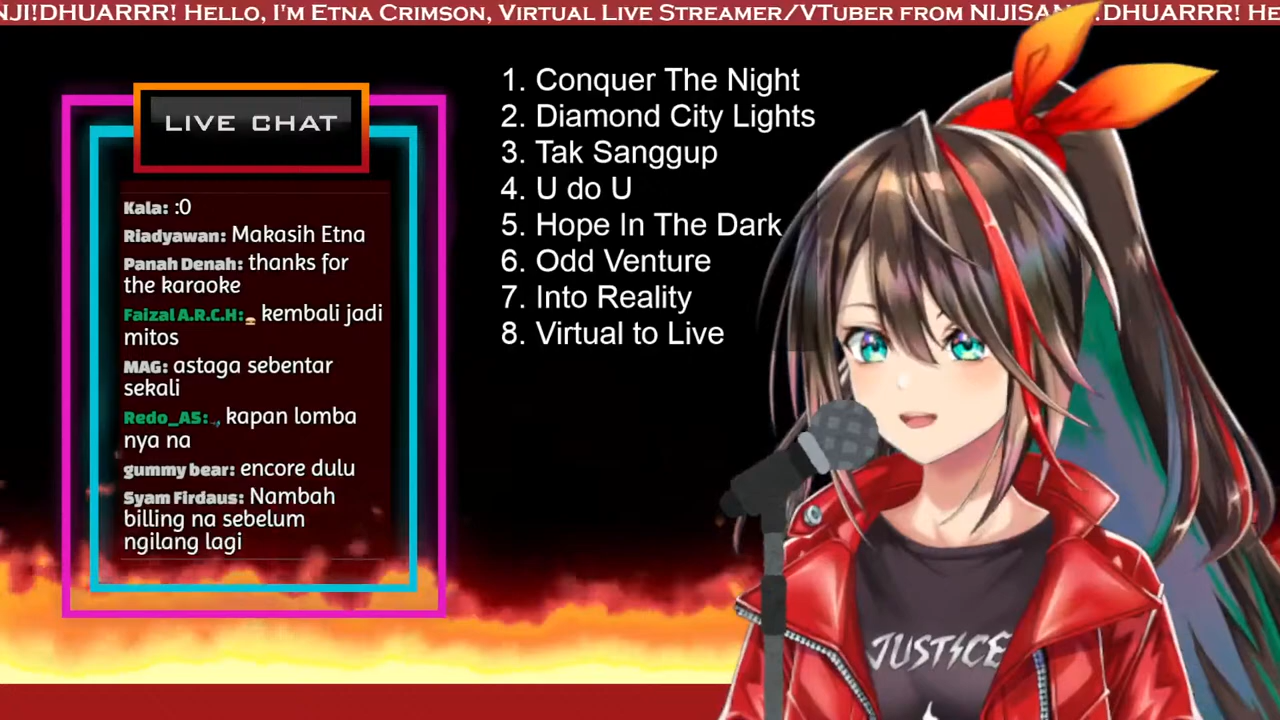 NJI!DHUARRR! HELLO, I'M ETNA CRIMSON, VIRTUAL LIVE STREAMER/VTUBER FROM NIJISAN DHUARRR! HE
LIVE CHAT
Kala: :0
Riadyawan: Makasih Etna
Panah Denah: thanks for
the karaoke
Faizal A.R.C.H: kembali jadi
mitos
MAG: astaga sebentar
sekali
Redo_AS: kapan lomba
nya na
gummy bear: encore dulu
Syam Firdaus: Nambah
billing na sebelum
ngilang lagi
1. Conquer The Night
2. Diamond City Lights
3. Tak Sanggup
4. U do U
5. Hope In The Dark
6. Odd Venture
7. Into Reality
8. Virtual to Live
JUSTICE